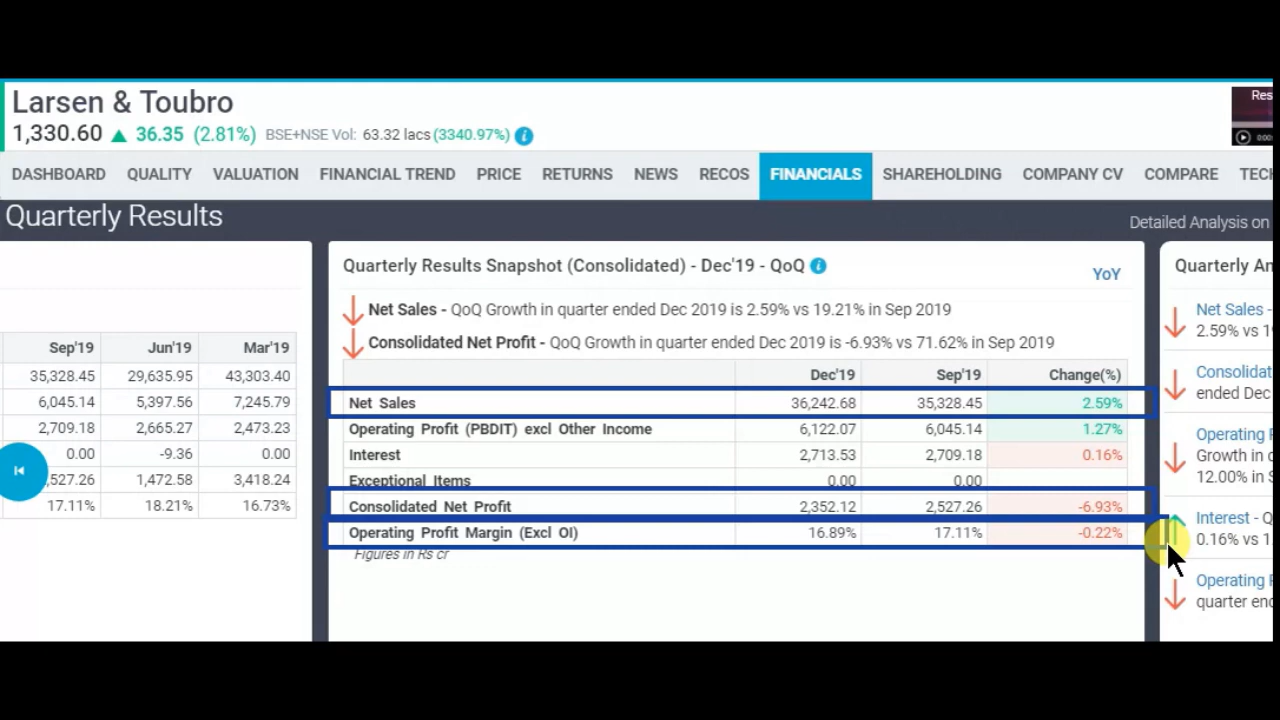 Larsen & Toubro
1,330.60 ▲ 36.35 (2.81%) BSE+NSE Vol: 63.32 lacs (3340.97%) i
Res
DASHBOARD QUALITY VALUATION FINANCIAL TREND PRICE RETURNS NEWS RECOS FINANCIALS SHAREHOLDING COMPANY CV COMPARE TECH
Quarterly Results
Detailed Analysis on
Sep'19 Jun'19 Mar'19
35,328.45 29,635.95 43,303.40
6,045.14 5,397.56 7,245.79
2,709.18 2,665.27 2,473.23
0.00 -9.36 0.00
,527.26 1,472.58 3,418.24
17.11% 18.21% 16.73%
Quarterly Results Snapshot (Consolidated) - Dec'19 - QoQ i
YoY
Net Sales - QoQ Growth in quarter ended Dec 2019 is 2.59% vs 19.21% in Sep 2019
Consolidated Net Profit - QoQ Growth in quarter ended Dec 2019 is -6.93% vs 71.62% in Sep 2019
Dec'19 Sep'19 Change(%)
Net Sales 36,242.68 35,328.45 2.59%
Operating Profit (PBDIT) excl Other Income 6,122.07 6,045.14 1.27%
Interest 2,713.53 2,709.18 0.16%
Exceptional Items 0.00 0.00
Consolidated Net Profit 2,352.12 2,527.26 -6.93%
Operating Profit Margin (Excl OI) 16.89% 17.11% -0.22%
Figures in Rs cr
Quarterly An
Net Sales -
2.59% vs 19
Consolidat
ended Dec
Operating P
Growth in q
12.00% in S
Interest - Q
0.16% vs 1.
Operating P
quarter end